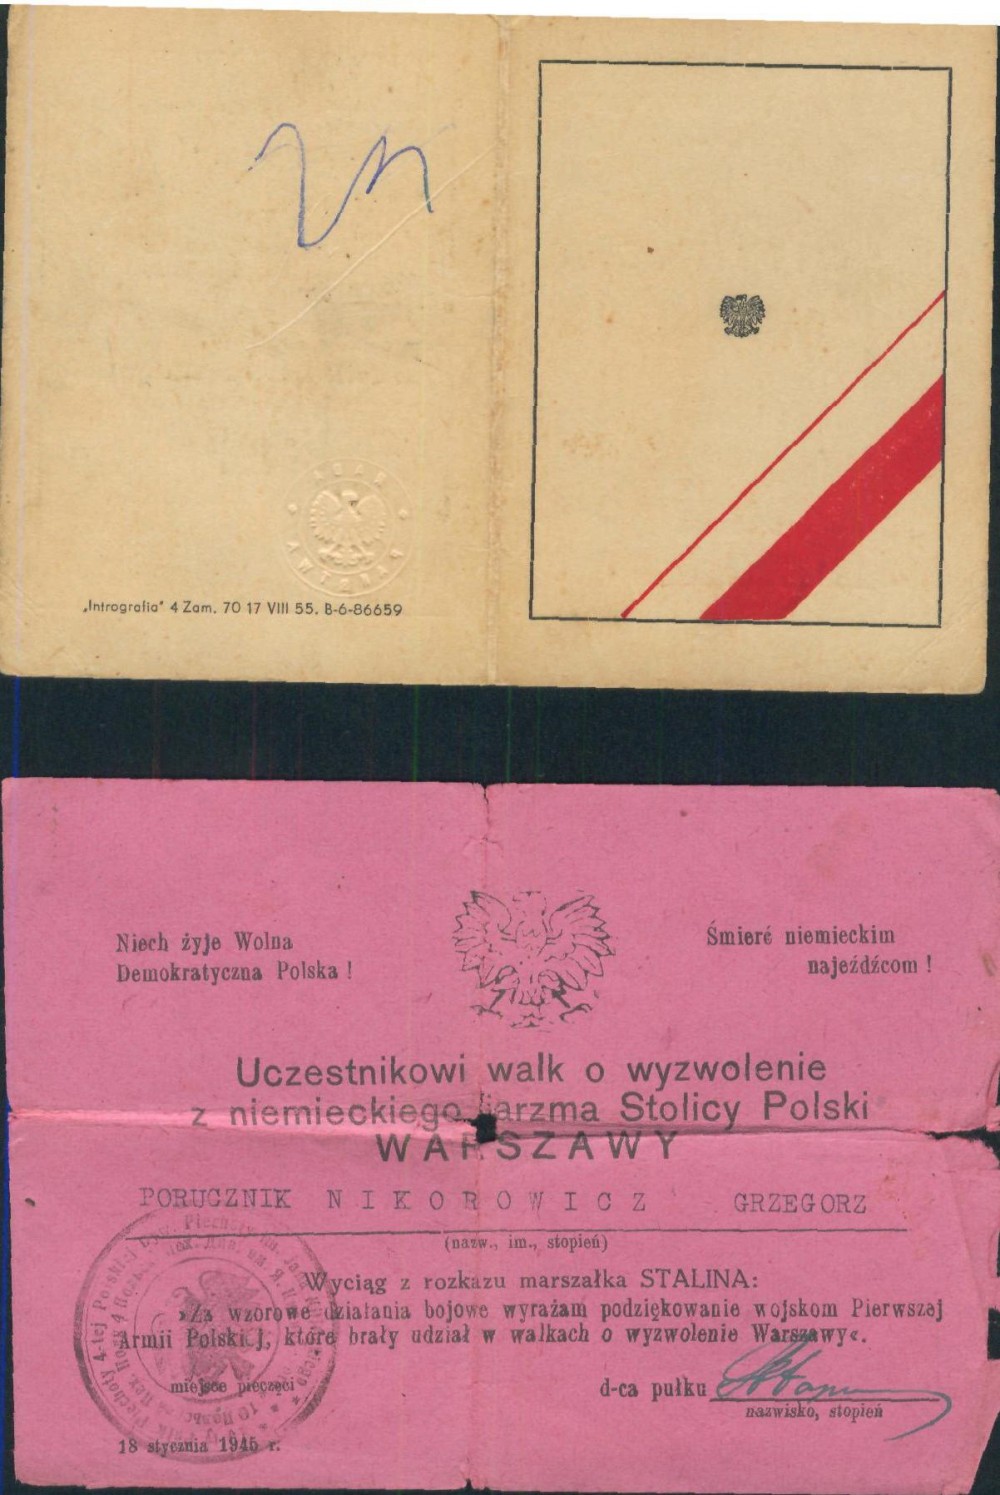 „Intrografia" 4 Zam. 70 17 VIII 55. B-6-86659
Niech żyje Wolna
Demokratyczna Polska !
Śmierć niemieckim
najeźdźcom !
Uczestnikowi walk o wyzwolenie
z niemieckiego jarzma Stolicy Polski
WARSZAWY
PORUCZNIK NIKOROWICZ GRZEGORZ
(nazw., im., stopień)
Wyciąg z rozkazu marszałka STALINA:
»Za wzorowe działania bojowe wyrażam podziękowanie wojskom Pierwszej
Armii Polskiej, które brały udział w walkach o wyzwolenie Warszawy«.
miejsce pieczęci
d-ca pułku
nazwisko, stopień
18 stycznia 1945 r.